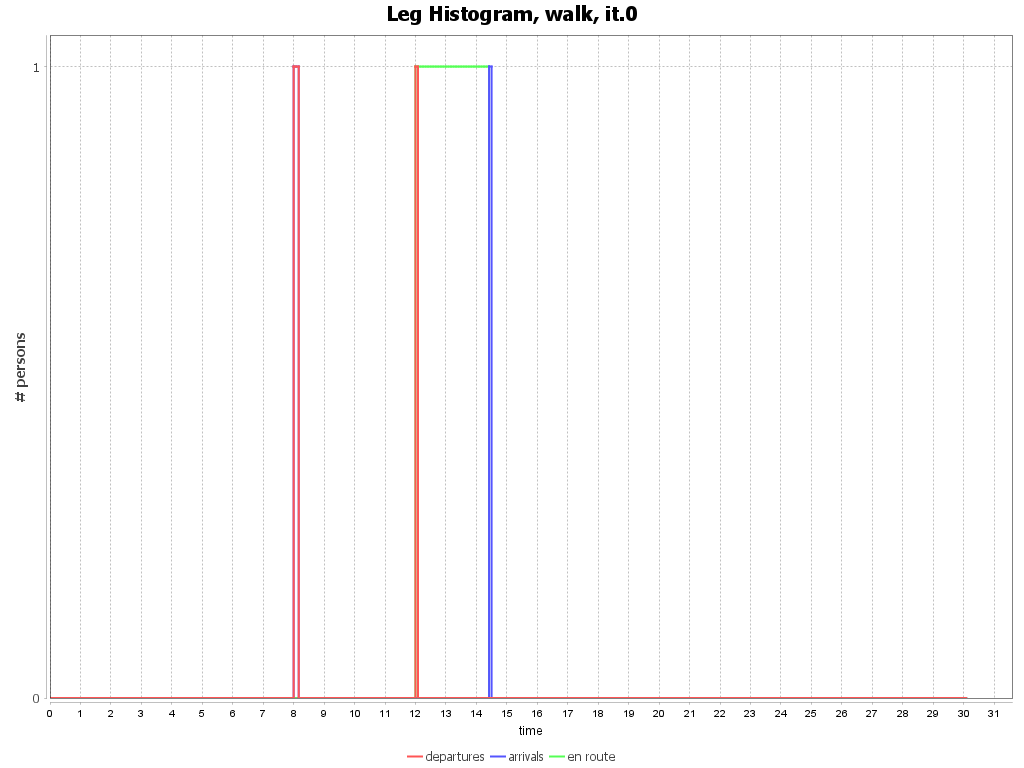 Leg Histogram, walk, it.0
# persons
1
0
0 1 2 3 4 5 6 7 8 9 10 11 12 13 14 15 16 17 18 19 20 21 22 23 24 25 26 27 28 29 30 31
time
departures arrivals en route